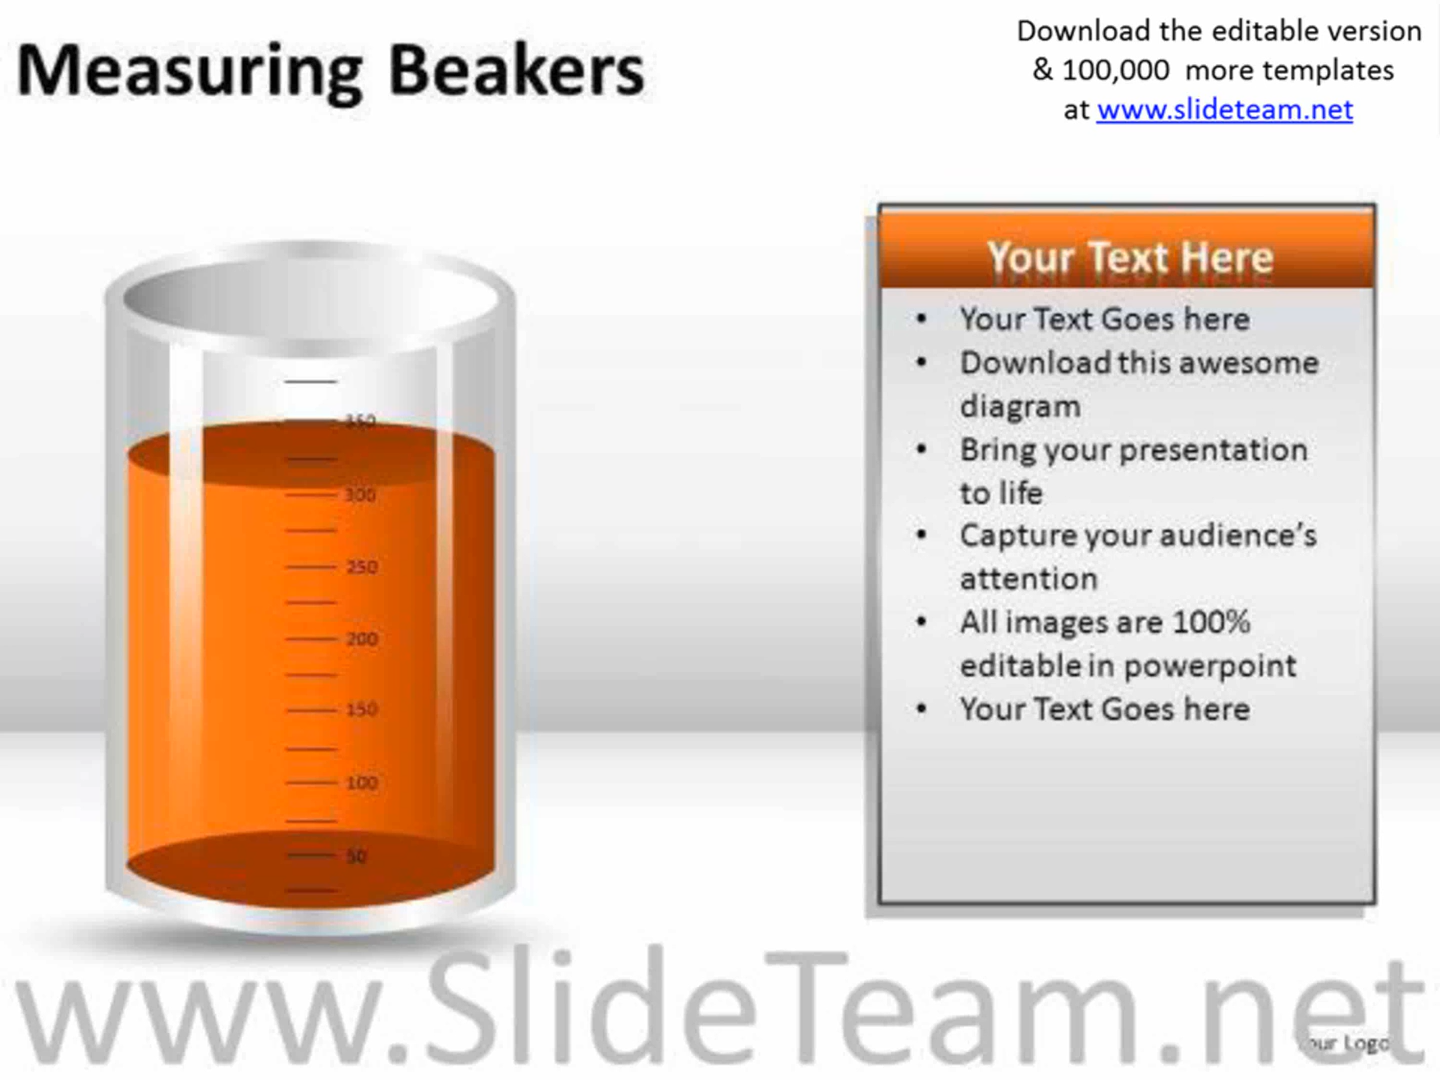 Measuring Beakers
Download the editable version
& 100,000 more templates
at www.slideteam.net
350
300
250
200
150
100
50
Your Text Here
• Your Text Goes here
• Download this awesome
diagram
• Bring your presentation
to life
• Capture your audience’s
attention
• All images are 100%
editable in powerpoint
• Your Text Goes here
www.SlideTeam.net
our Logo